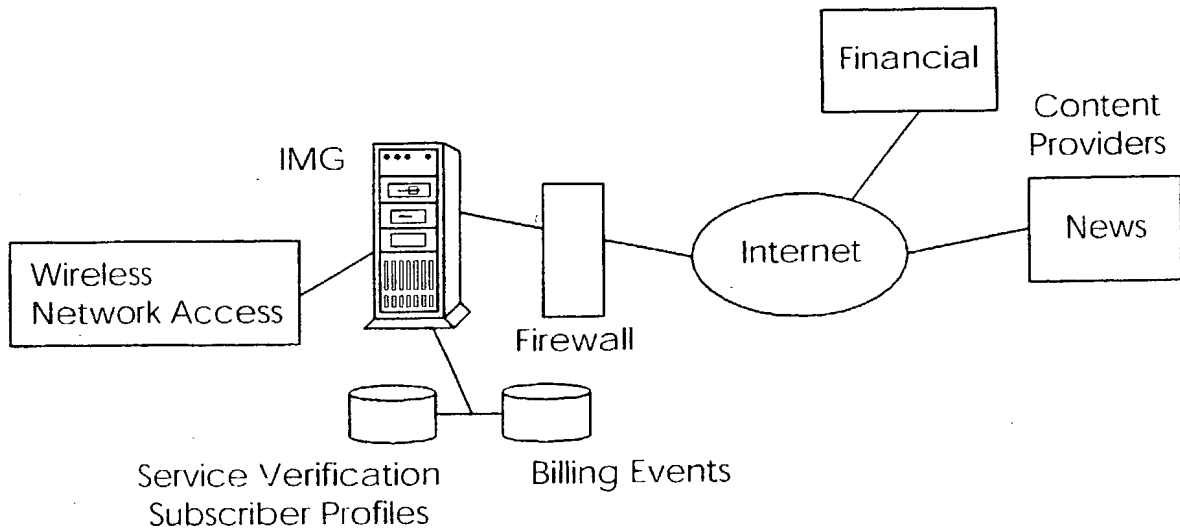 Financial
Content
Providers
IMG
News
Internet
Wireless
Network Access
Firewall
Service Verification
Subscriber Profiles
Billing Events